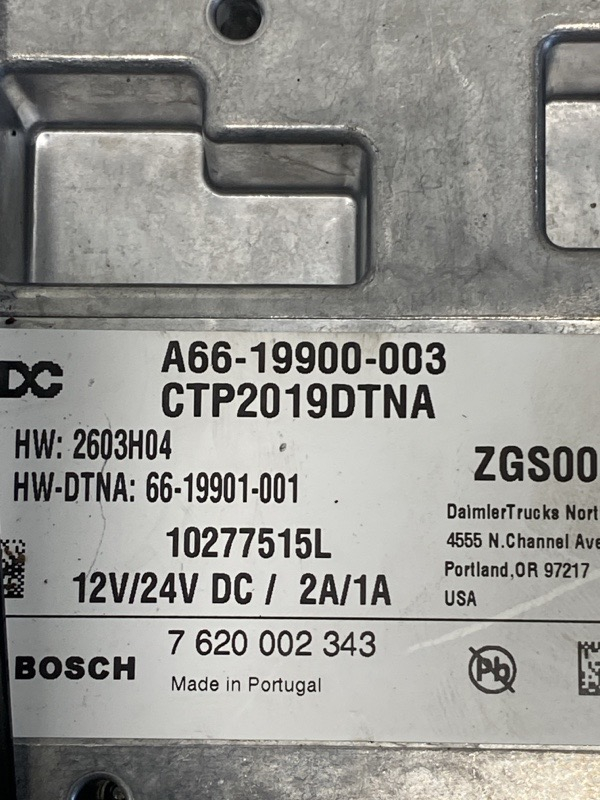 DC
A66-19900-003
CTP2019DTNA
HW: 2603H04
HW-DTNA: 66-19901-001
ZGS00
DaimlerTrucks Nort
10277515L
4555 N.Channel Ave
Portland,OR 97217
12V/24V DC / 2A/1A
USA
7 620 002 343
BOSCH
Made in Portugal
Pb